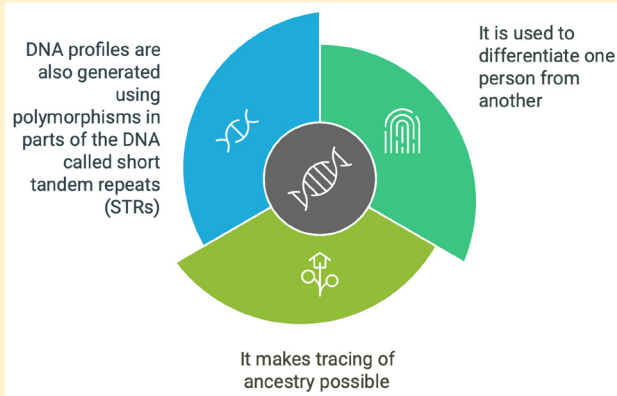 DNA profiles are
also generated
using
polymorphisms in
parts of the DNA
called short
tandem repeats
(STRs)
It is used to
differentiate one
person from
another
It makes tracing of
ancestry possible